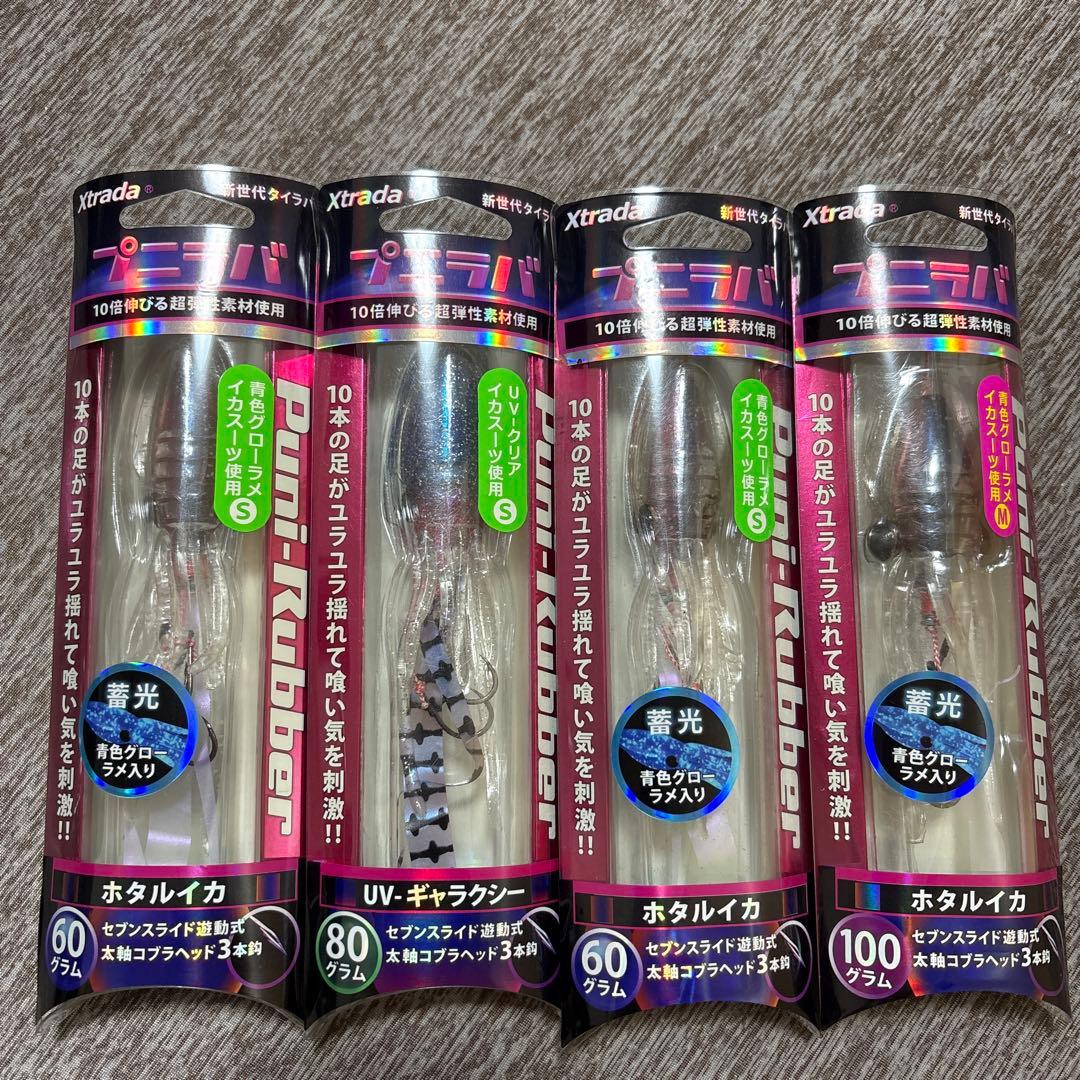 Xtrada®
新世代タイラバ
プニラバ
10倍伸びる超弾性素材使用
10本の足がユラユラ揺れて喰い気を刺激!!
青色グローラメ
イカスーツ使用
S
Puni-Rubber
蓄光
青色グロー
ラメ入り
ホタルイカ
60
グラム
セブンスライド遊動式
太軸コブラヘッド3本鈎
Xtrada
新世代タイラバ
プニラバ
10倍伸びる超弾性素材使用
10本の足がユラユラ揺れて喰い気を刺激!!
UV-クリア
イカスーツ使用
S
Puni-Rubber
UV-ギャラクシー
80
グラム
セブンスライド遊動式
太軸コブラヘッド3本鈎
Xtrada
新世代タイラ
プニラバ
10倍伸びる超弾性素材使用
10本の足がユラユラ揺れて喰い気を刺激!!
青色グローラメ
イカスーツ使用
S
Puni-Rubber
蓄光
青色グロー
ラメ入り
ホタルイカ
60
グラム
セブンスライド遊動式
太軸コブラヘッド3本鈎
Xtrada®
新世代タイラ
プニラバ
10倍伸びる超弾性素材使用
10本の足がユラユラ揺れて喰い気を刺激!!
青色グローラメ
イカスーツ使用
M
Puni-Rubber
蓄光
青色グロー
ラメ入り
ホタルイカ
100
グラム
セブンスライド遊動式
太軸コブラヘッド3本鈎